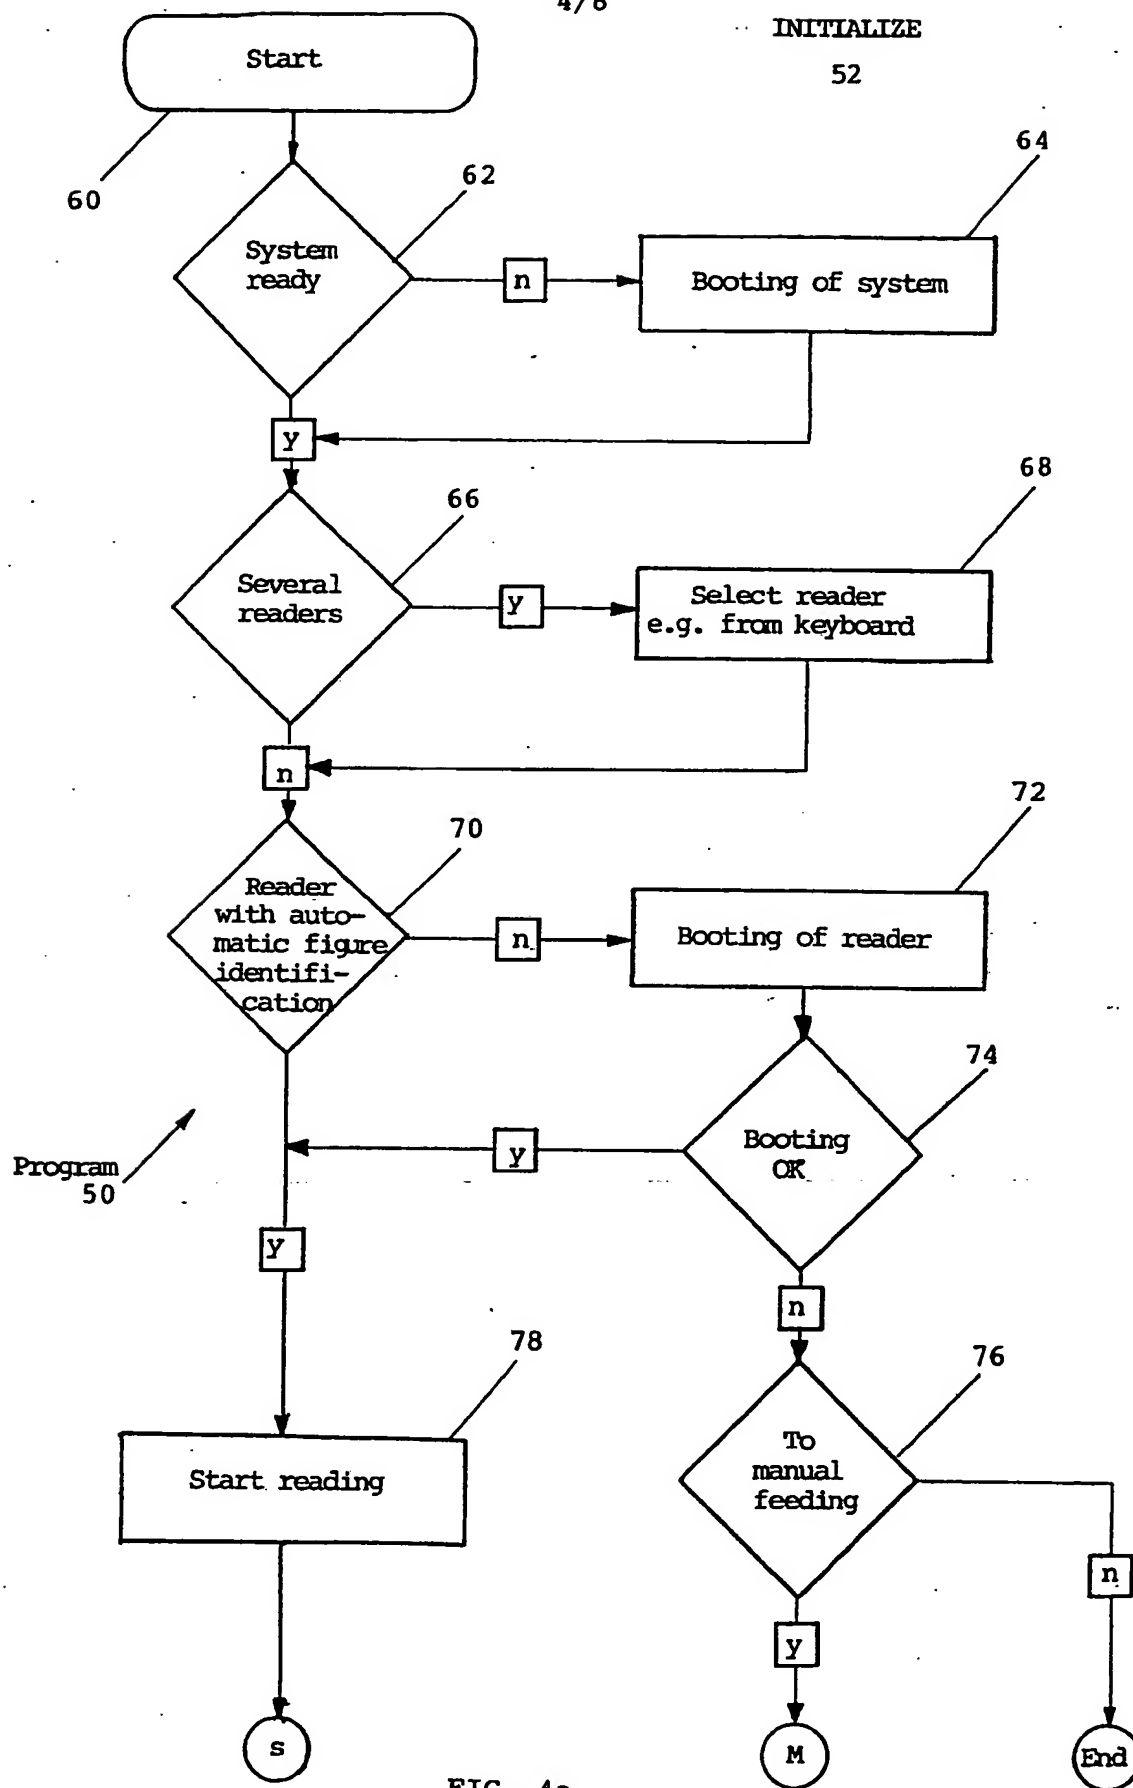 4/6
INITIALIZE
52
Start
60
62
64
System
ready
n
Booting of system
y
66
68
Several
readers
y
Select reader
e.g. from keyboard
n
70
72
Reader
with auto-
matic figure
identifi-
cation
n
Booting of reader
74
Booting
OK
y
Program
50
y
n
78
76
Start reading
To
manual
feeding
n
y
s
M
End